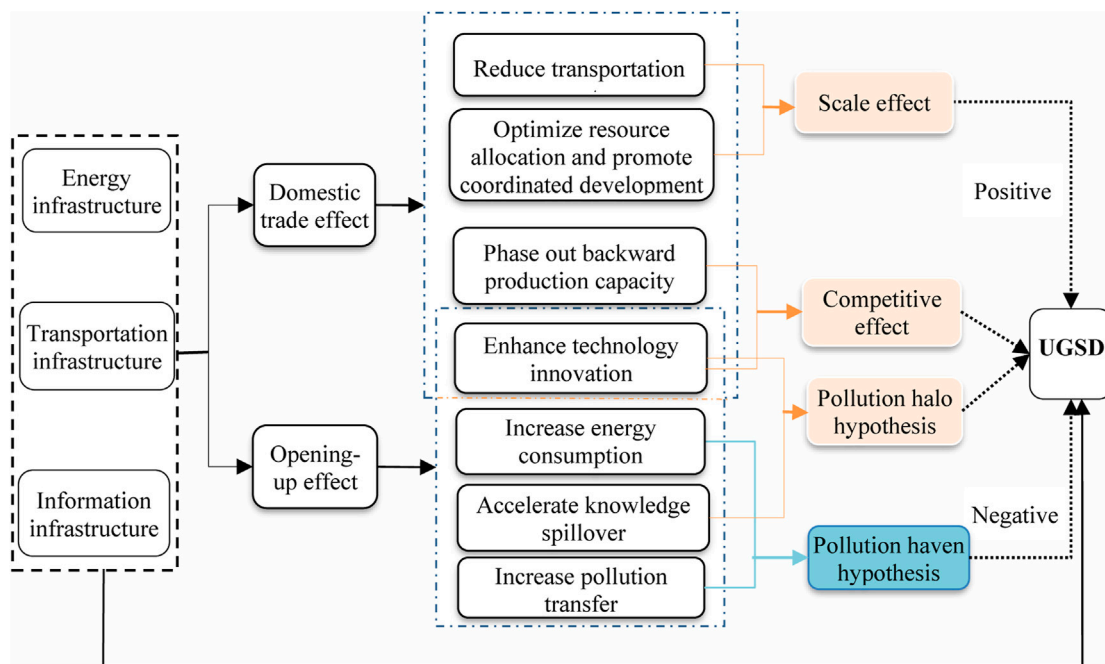 Energy
infrastructure
Transportation
infrastructure
Information
infrastructure
Domestic
trade effect
Opening-
up effect
Reduce transportation
Optimize resource
allocation and promote
coordinated development
Phase out backward
production capacity
Enhance technology
innovation
Increase energy
consumption
Accelerate knowledge
spillover
Increase pollution
transfer
Scale effect
Competitive
effect
Pollution halo
hypothesis
Pollution haven
hypothesis
Positive
Negative
UGSD